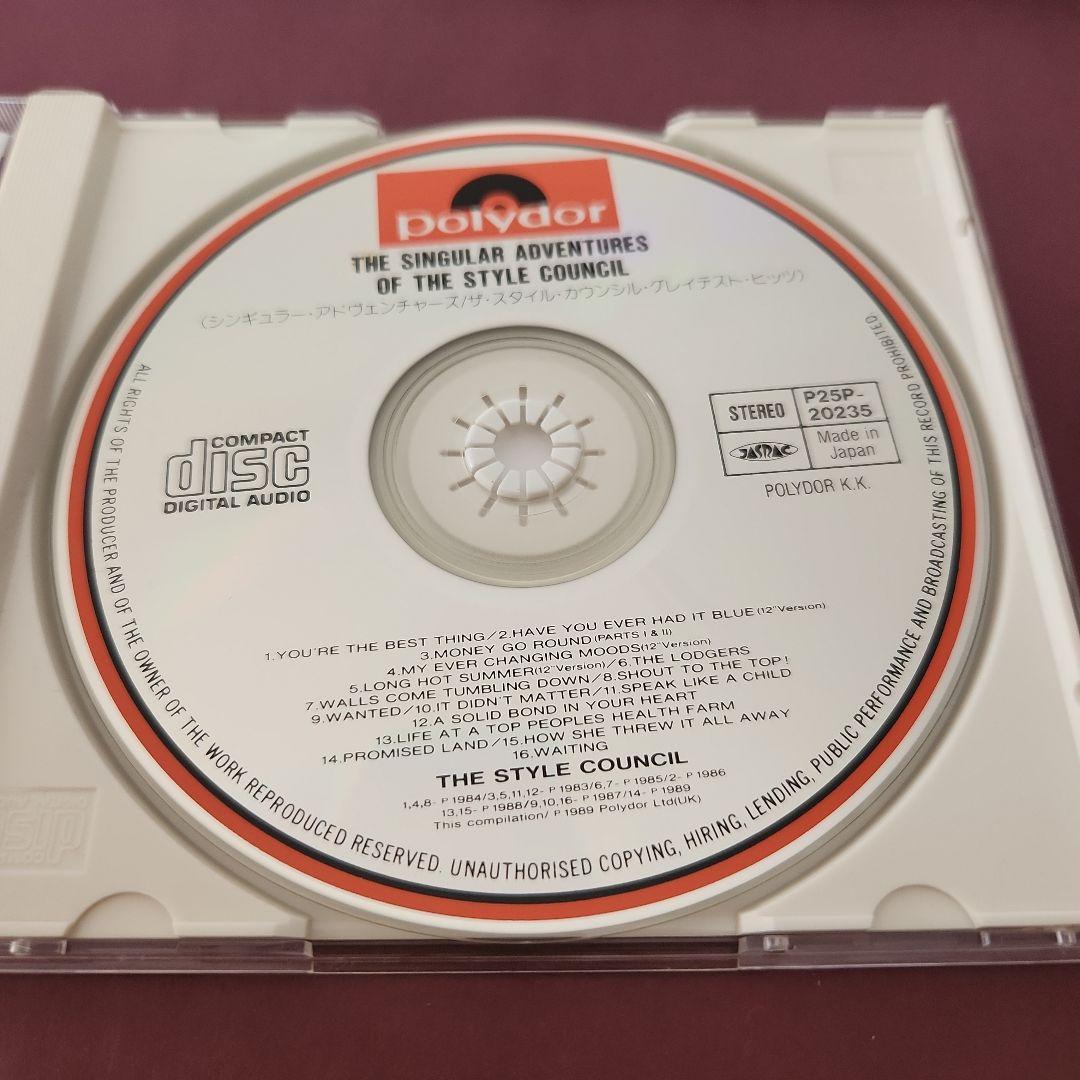 polydor
THE SINGULAR ADVENTURES
OF THE STYLE COUNCIL
〈シンギュラー・アドヴェンチャーズ/ザ・スタイル・カウンシル・グレイテスト・ヒッツ〉
COMPACT
disc
DIGITAL AUDIO
STEREO
P25P-
20235
JASRAC
Made in
Japan
POLYDOR K.K.
1.YOU'RE THE BEST THING/2.HAVE YOU EVER HAD IT BLUE(12"Version)
3.MONEY GO ROUND(PARTS I & II)
4.MY EVER CHANGING MOODS(12"Version)
5.LONG HOT SUMMER(12"Version)/6.THE LODGERS
7.WALLS COME TUMBLING DOWN/8.SHOUT TO THE TOP!
9.WANTED/10.IT DIDN'T MATTER/11.SPEAK LIKE A CHILD
12.A SOLID BOND IN YOUR HEART
13.LIFE AT A TOP PEOPLES HEALTH FARM
14.PROMISED LAND/15.HOW SHE THREW IT ALL AWAY
16.WAITING
THE STYLE COUNCIL
1,4,8- P 1984/3,5,11,12- P 1983/6,7- P 1985/2- P 1986
13,15- P 1988/9,10,16- P 1987/14- P 1989
This compilation/ P 1989 Polydor Ltd(UK)
ALL RIGHTS OF THE PRODUCER AND OF THE OWNER OF THE WORK REPRODUCED RESERVED. UNAUTHORISED COPYING, HIRING, LENDING, PUBLIC PERFORMANCE AND BROADCASTING OF THIS RECORD PROHIBITED.